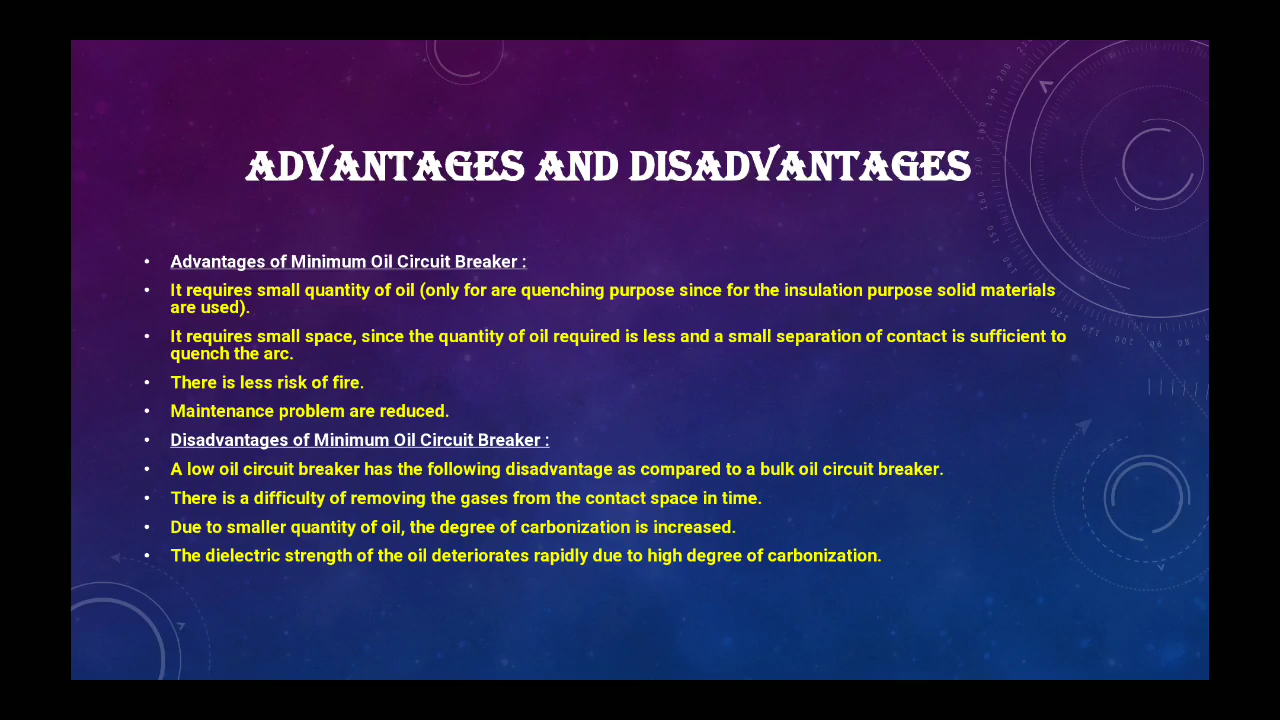 ADVANTAGES AND DISADVANTAGES
• Advantages of Minimum Oil Circuit Breaker :
• It requires small quantity of oil (only for are quenching purpose since for the insulation purpose solid materials
are used).
• It requires small space, since the quantity of oil required is less and a small separation of contact is sufficient to
quench the arc.
• There is less risk of fire.
• Maintenance problem are reduced.
• Disadvantages of Minimum Oil Circuit Breaker :
• A low oil circuit breaker has the following disadvantage as compared to a bulk oil circuit breaker.
• There is a difficulty of removing the gases from the contact space in time.
• Due to smaller quantity of oil, the degree of carbonization is increased.
• The dielectric strength of the oil deteriorates rapidly due to high degree of carbonization.